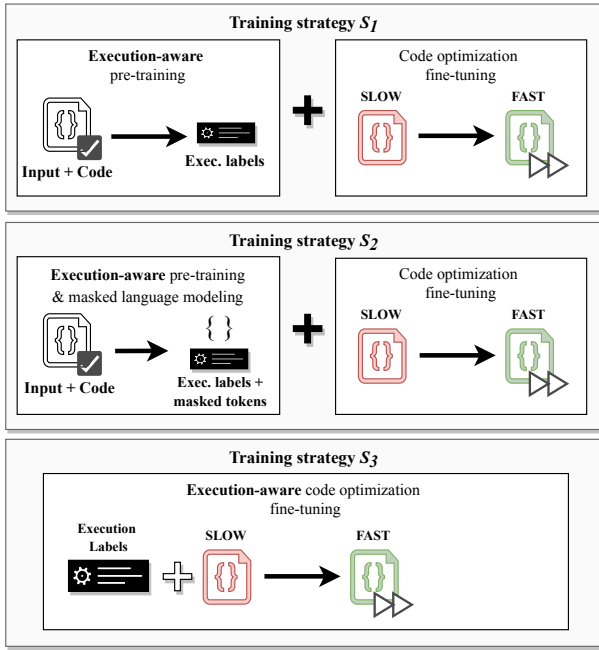 Training strategy S1
Execution-aware
pre-training
Input + Code
Exec. labels
Code optimization
fine-tuning
SLOW
FAST
Training strategy S2
Execution-aware pre-training
& masked language modeling
{ }
Input + Code
Exec. labels +
masked tokens
Code optimization
fine-tuning
SLOW
FAST
Training strategy S3
Execution-aware code optimization
fine-tuning
Execution
Labels
SLOW
FAST